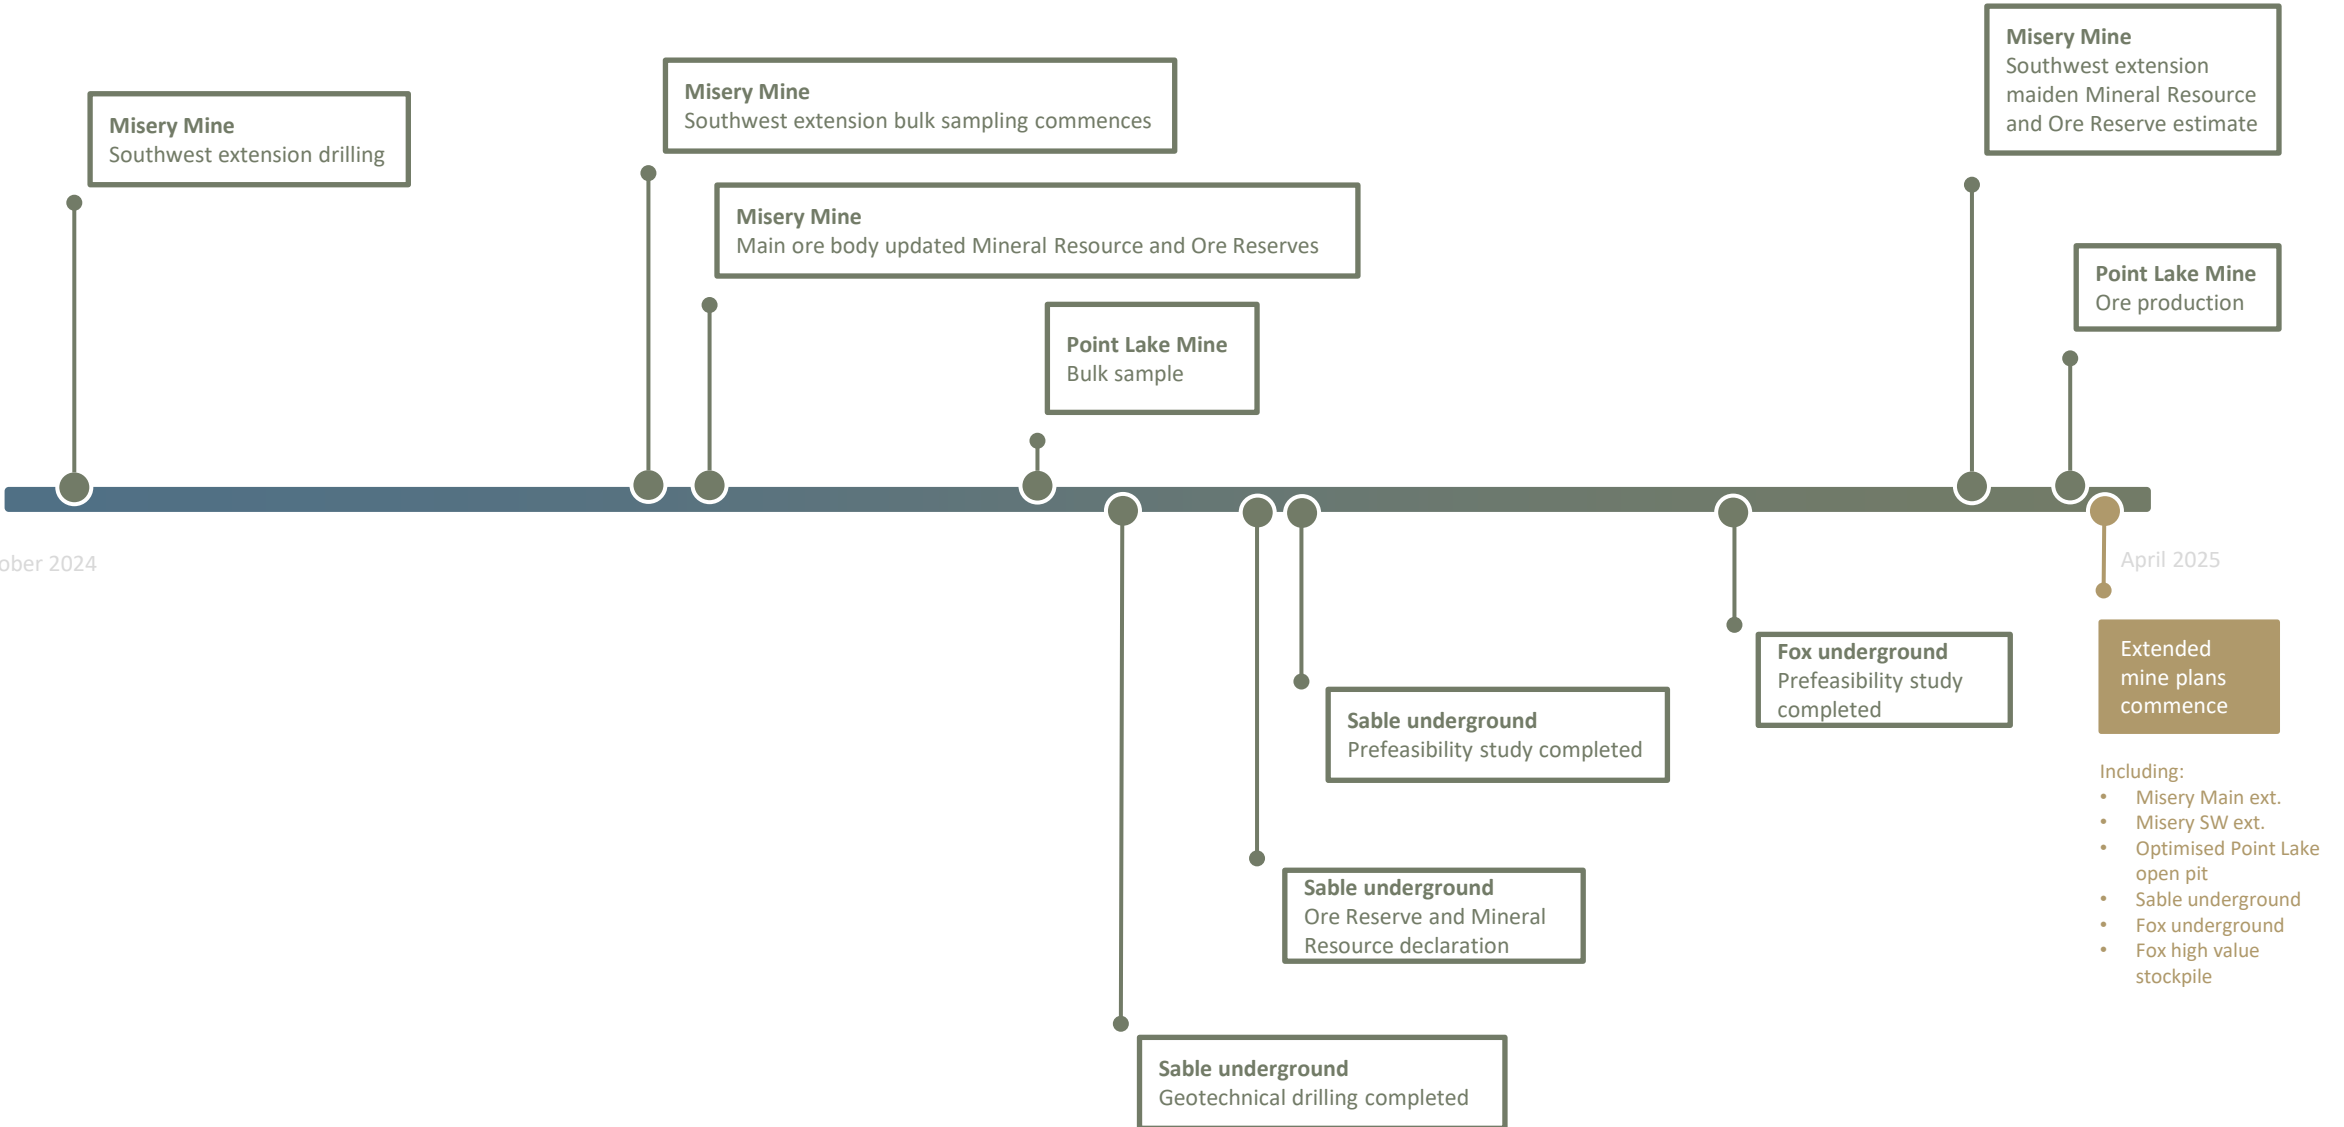 Misery Mine
Southwest extension drilling
Misery Mine
Southwest extension bulk sampling commences
Misery Mine
Main ore body updated Mineral Resource and Ore Reserves
Point Lake Mine
Bulk sample
Misery Mine
Southwest extension
maiden Mineral Resource
and Ore Reserve estimate
Point Lake Mine
Ore production
ober 2024
April 2025
Sable underground
Geotechnical drilling completed
Sable underground
Ore Reserve and Mineral
Resource declaration
Sable underground
Prefeasibility study completed
Fox underground
Prefeasibility study
completed
Extended
mine plans
commence
Including:
• Misery Main ext.
• Misery SW ext.
• Optimised Point Lake
open pit
• Sable underground
• Fox underground
• Fox high value
stockpile